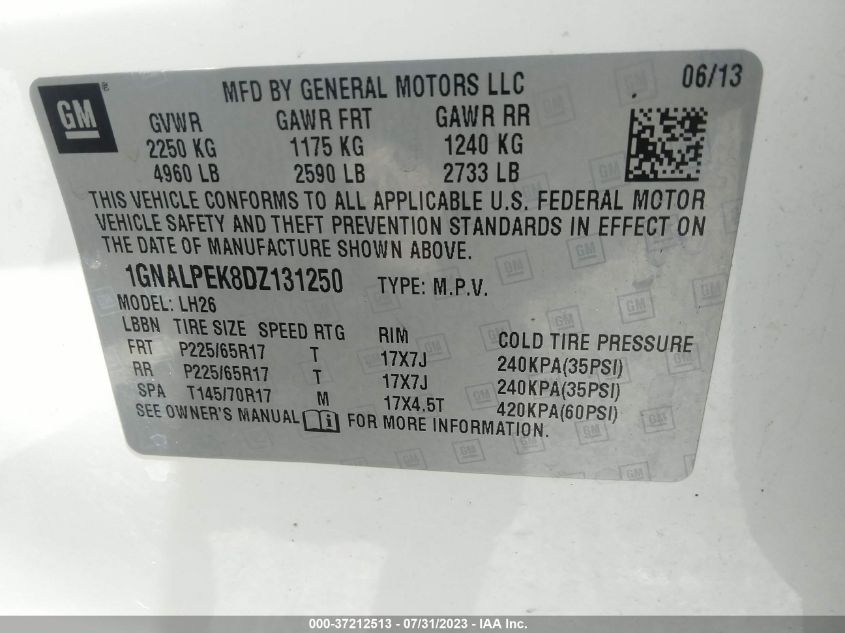 GM ® MFD BY GENERAL MOTORS LLC 06/13
GVWR GAWR FRT GAWR RR
2250 KG 1175 KG 1240 KG
4960 LB 2590 LB 2733 LB
THIS VEHICLE CONFORMS TO ALL APPLICABLE U.S. FEDERAL MOTOR
VEHICLE SAFETY AND THEFT PREVENTION STANDARDS IN EFFECT ON
THE DATE OF MANUFACTURE SHOWN ABOVE.
1GNALPEK8DZ131250 TYPE: M.P.V.
MODEL: LH26
LBBN TIRE SIZE SPEED RTG RIM COLD TIRE PRESSURE
FRT P225/65R17 T 17X7J 240KPA(35PSI)
RR P225/65R17 T 17X7J 240KPA(35PSI)
SPA T145/70R17 M 17X4.5T 420KPA(60PSI)
SEE OWNER'S MANUAL i FOR MORE INFORMATION.
000-37212513 - 07/31/2023 - IAA Inc.